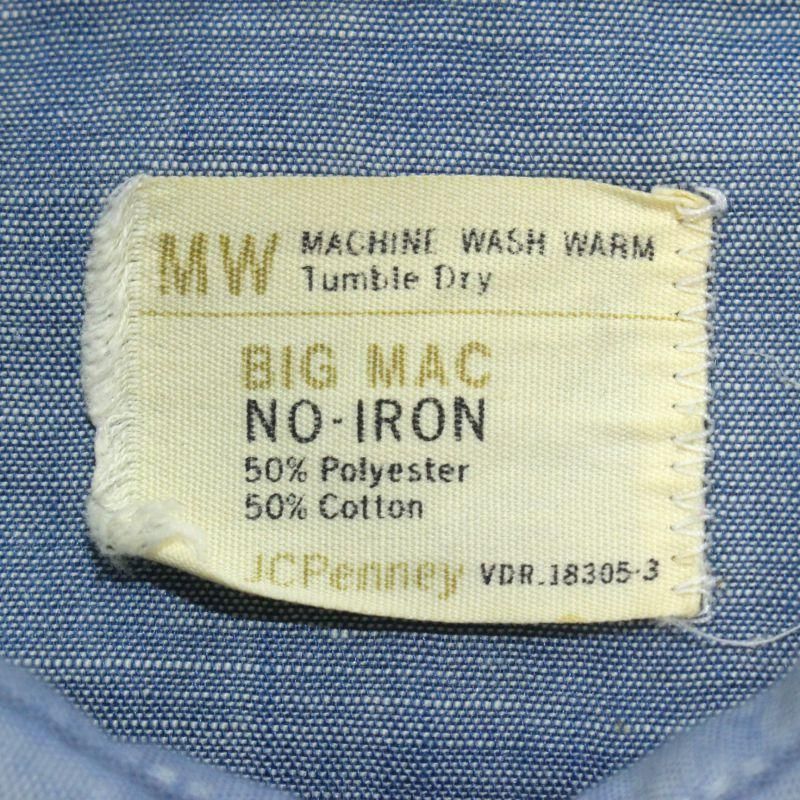 MW MACHINE WASH WARM
Tumble Dry
BIG MAC
NO-IRON
50% Polyester
50% Cotton
JCPenney VDR.18305-3